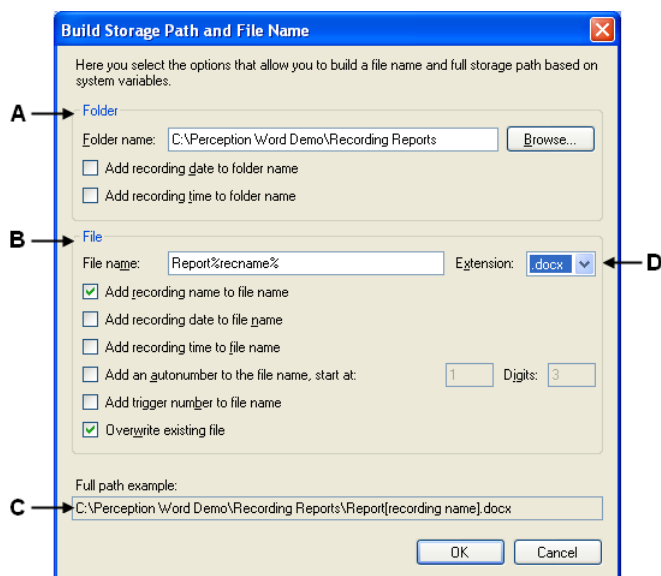 Build Storage Path and File Name
Here you select the options that allow you to build a file name and full storage path based on
system variables.
A
Folder
Folder name: C:\Perception Word Demo\Recording Reports Browse...
Add recording date to folder name
Add recording time to folder name
B
File
File name: Report%recname% Extension: .docx
D
Add recording name to file name
Add recording date to file name
Add recording time to file name
Add an autonumber to the file name, start at: 1 Digits: 3
Add trigger number to file name
Overwrite existing file
Full path example:
C
C:\Perception Word Demo\Recording Reports\Report[recording name].docx
OK Cancel